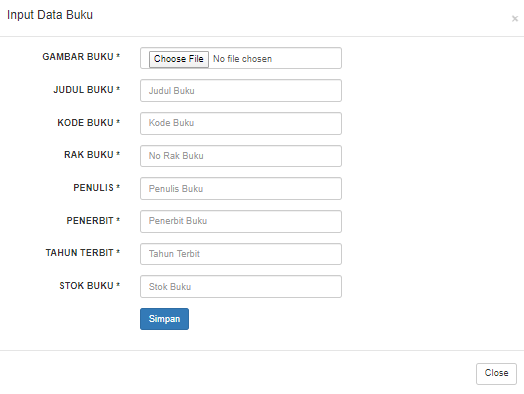 Input Data Buku
×
GAMBAR BUKU * Choose File No file chosen
JUDUL BUKU * Judul Buku
KODE BUKU * Kode Buku
RAK BUKU * No Rak Buku
PENULIS * Penulis Buku
PENERBIT * Penerbit Buku
TAHUN TERBIT * Tahun Terbit
STOK BUKU * Stok Buku
Simpan
Close